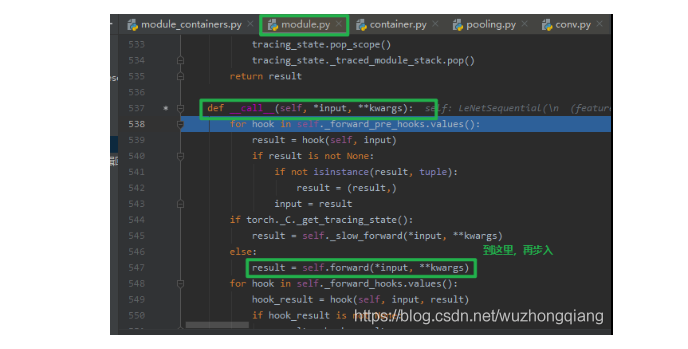 module_containers.py module.py container.py pooling.py conv.py
533 tracing_state.pop_scope()
534 tracing_state._traced_module_stack.pop()
535 return result
536
537 def __call__(self, *input, **kwargs): self: LeNetSequential(\n (featur
538 for hook in self._forward_pre_hooks.values():
539 result = hook(self, input)
540 if result is not None:
541 if not isinstance(result, tuple):
542 result = (result,)
543 input = result
544 if torch._C._get_tracing_state():
545 result = self._slow_forward(*input, **kwargs)
546 else: 到这里，再步入
547 result = self.forward(*input, **kwargs)
548 for hook in self._forward_hooks.values():
549 hook_result = hook(self, input, result)
550 if hook_result is
https://blog.csdn.net/wuzhongqiang